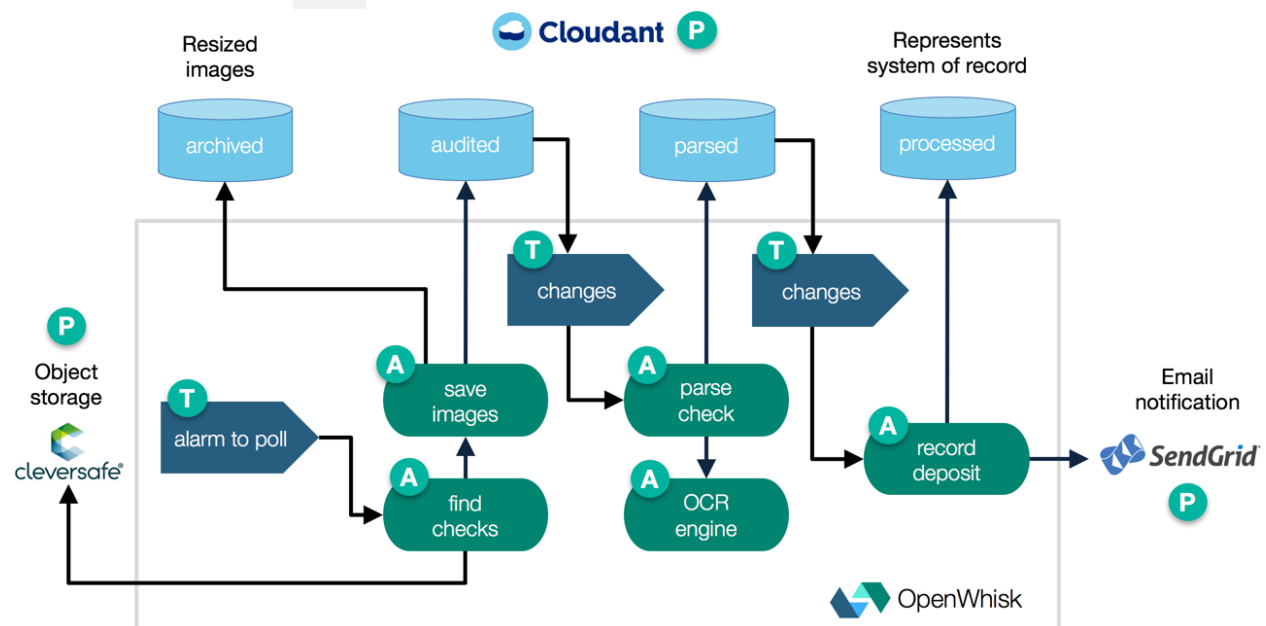 Cloudant
P
Resized
images
Represents
system of record
archived
audited
parsed
processed
T
changes
T
changes
P
Object
storage
cleversafe®
T
alarm to poll
A
save
images
A
find
checks
A
parse
check
A
OCR
engine
A
record
deposit
Email
notification
SendGrid
P
OpenWhisk